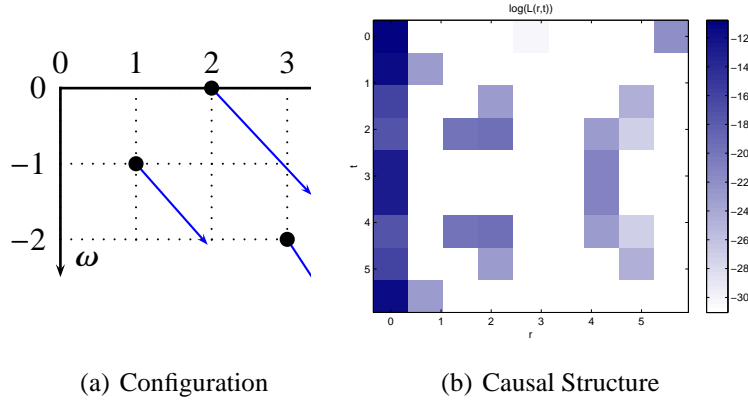 0 1 2 3
0
−1
−2
ω
log(L(r,t))
0
1
2
3
4
5
t
0 1 2 3 4 5
r
−12
−14
−16
−18
−20
−22
−24
−26
−28
−30
(a) Configuration
(b) Causal Structure